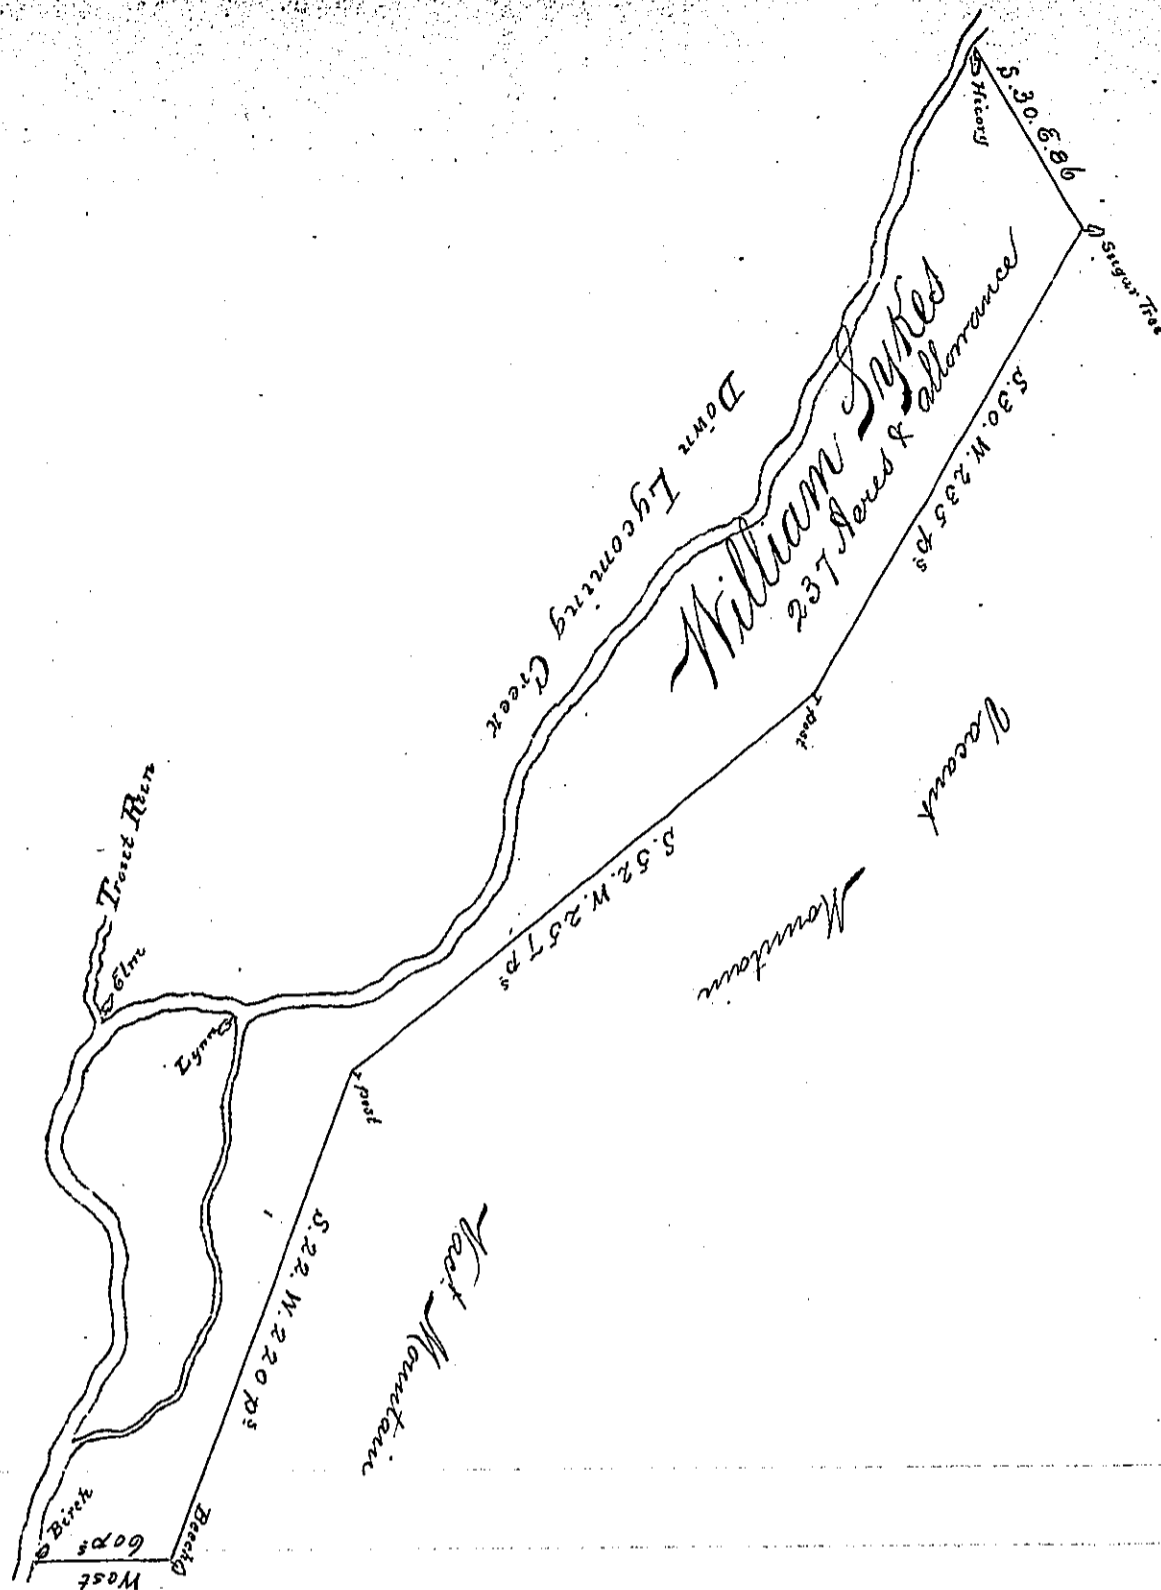 Hicory
S.30.E.86
Sugar Tree
William Sykes
237 Acres & allowance
S.30.W.235 ps
Down Lycoming Creek
post
Vacant
Mountain
S.52.W.257 ps
Trout Run
Elm
Lynn
post
S.22.W.220 ps
Vact. Mountain
Birch
Beech
West
60 ps